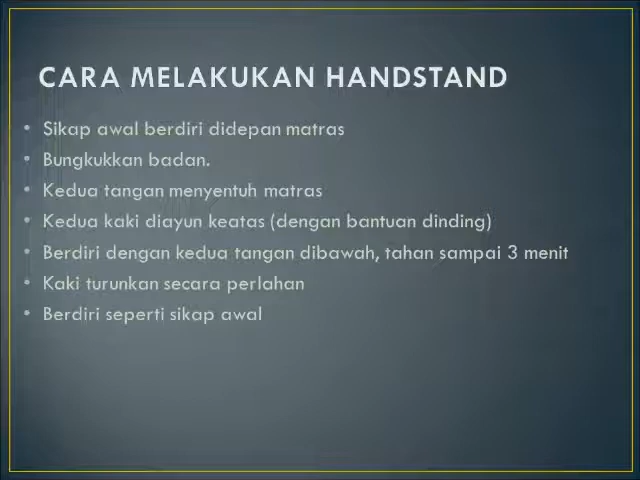 CARA MELAKUKAN HANDSTAND
• Sikap awal berdiri didepan matras
• Bungkukkan badan.
• Kedua tangan menyentuh matras
• Kedua kaki diayun keatas (dengan bantuan dinding)
• Berdiri dengan kedua tangan dibawah, tahan sampai 3 menit
• Kaki turunkan secara perlahan
• Berdiri seperti sikap awal